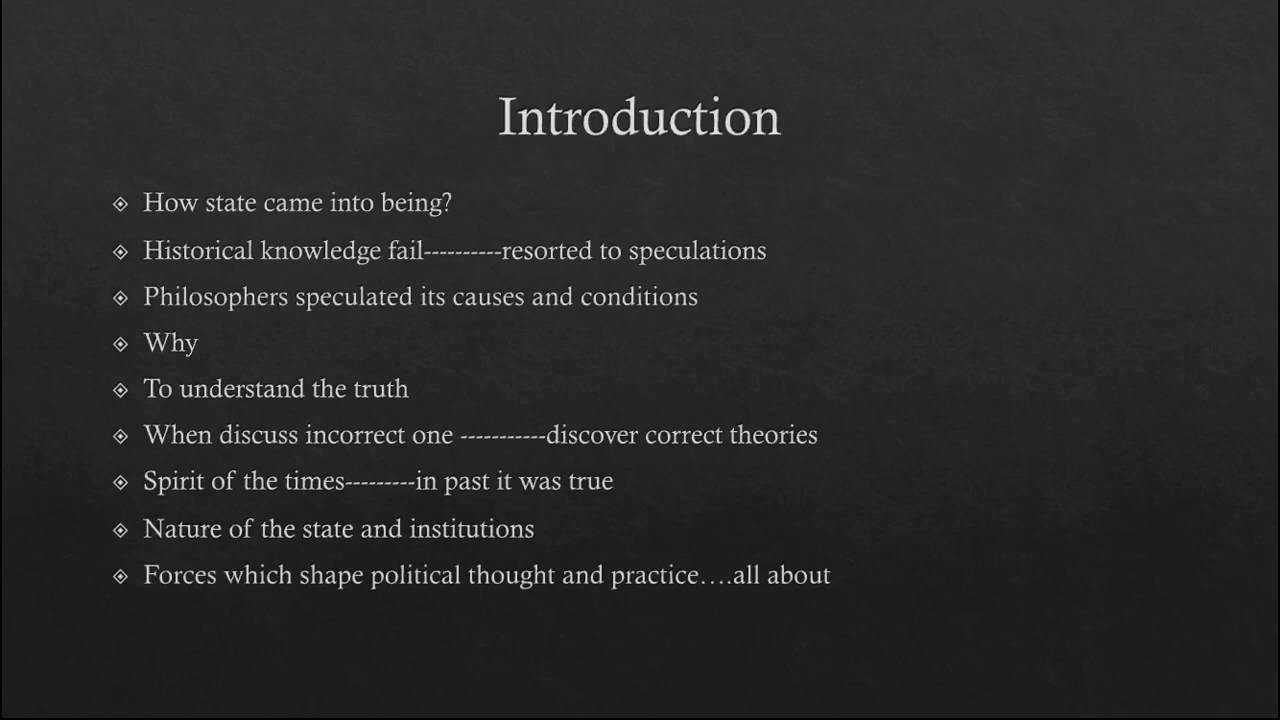 Introduction
How state came into being?
Historical knowledge fail----------resorted to speculations
Philosophers speculated its causes and conditions
Why
To understand the truth
When discuss incorrect one -----------discover correct theories
Spirit of the times---------in past it was true
Nature of the state and institutions
Forces which shape political thought and practice….all about